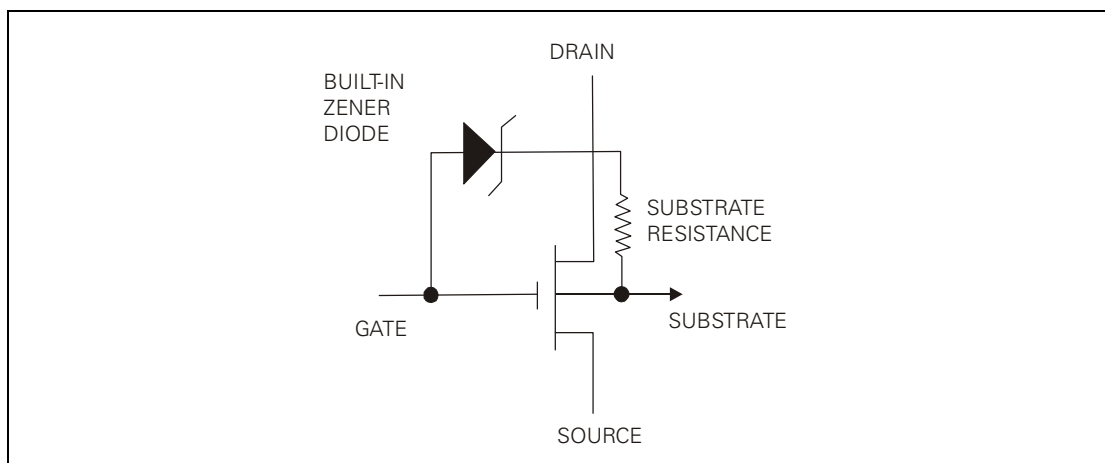 DRAIN
BUILT-IN
ZENER
DIODE
SUBSTRATE
RESISTANCE
GATE
SUBSTRATE
SOURCE